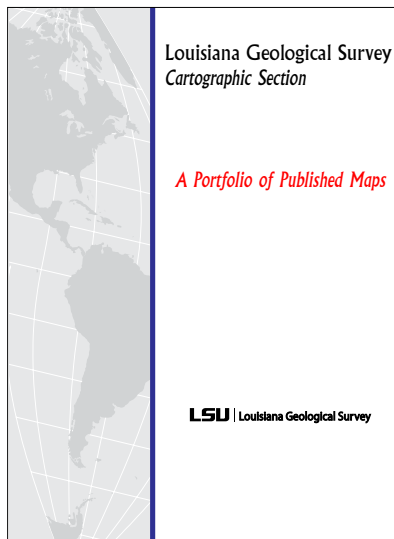 Louisiana Geological Survey
Cartographic Section
A Portfolio of Published Maps
LSU | Louisiana Geological Survey